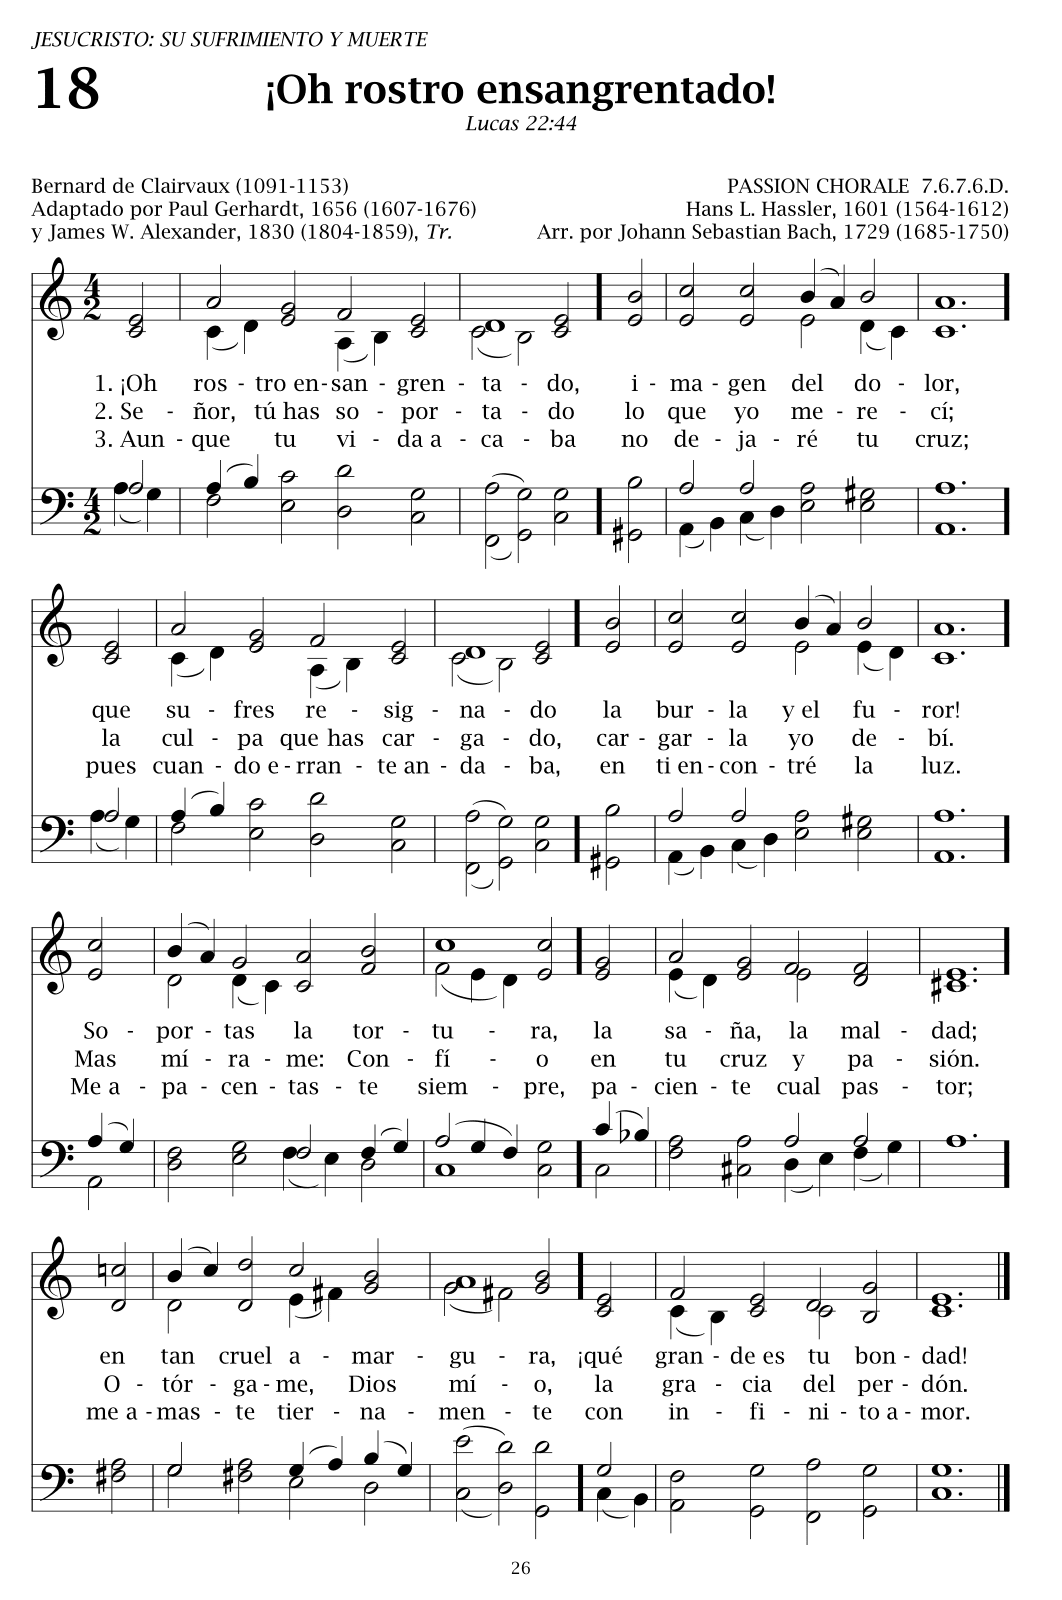 JESUCRISTO: SU SUFRIMIENTO Y MUERTE
18
¡Oh rostro ensangrentado!
Lucas 22:44
Bernard de Clairvaux (1091-1153)
PASSION CHORALE 7.6.7.6.D.
Adaptado por Paul Gerhardt, 1656 (1607-1676)
Hans L. Hassler, 1601 (1564-1612)
y James W. Alexander, 1830 (1804-1859), Tr.
Arr. por Johann Sebastian Bach, 1729 (1685-1750)
1. ¡Oh ros - tro en - san - gren - ta - do, i - ma - gen del do - lor,
2. Se - ñor, tú has so - por - ta - do lo que yo me - re - cí;
3. Aun - que tu vi - da a - ca - ba no de - ja - ré tu cruz;
que su - fres re - sig - na - do la bur - la y el fu - ror!
la cul - pa que has car - ga - do, car - gar - la yo de - bí.
pues cuan - do e - rran - te an - da - ba, en ti en - con - tré la luz.
So - por - tas la tor - tu - ra, la sa - ña, la mal - dad;
Mas mí - ra - me: Con - fí - o en tu cruz y pa - sión.
Me a - pa - cen - tas - te siem - pre, pa - cien - te cual pas - tor;
en tan cruel a - mar - gu - ra, ¡qué gran - de es tu bon - dad!
O - tór - ga - me, Dios mí - o, la gra - cia del per - dón.
me a - mas - te tier - na - men - te con in - fi - ni - to a - mor.
26